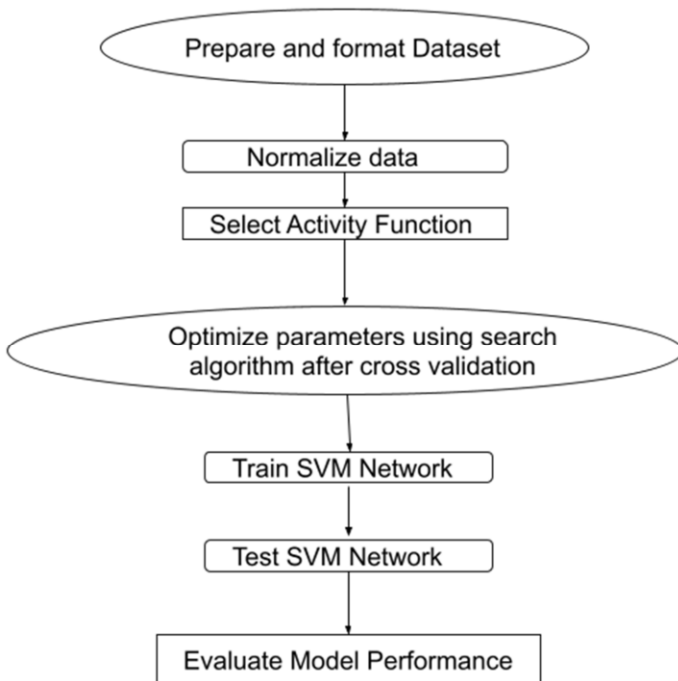 Prepare and format Dataset
Normalize data
Select Activity Function
Optimize parameters using search
algorithm after cross validation
Train SVM Network
Test SVM Network
Evaluate Model Performance